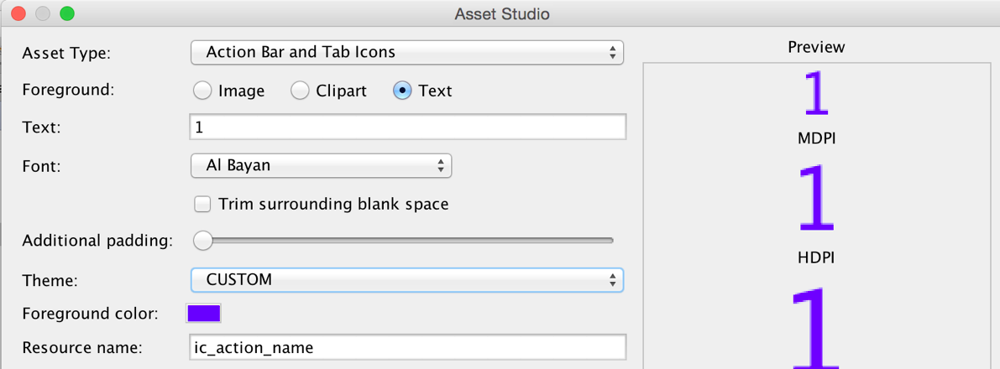 Asset Studio
Asset Type: Action Bar and Tab Icons
Foreground: Image Clipart Text
Text: 1
Font: Al Bayan
Trim surrounding blank space
Additional padding:
Theme: CUSTOM
Foreground color:
Resource name: ic_action_name
Preview
1
MDPI
1
HDPI
1